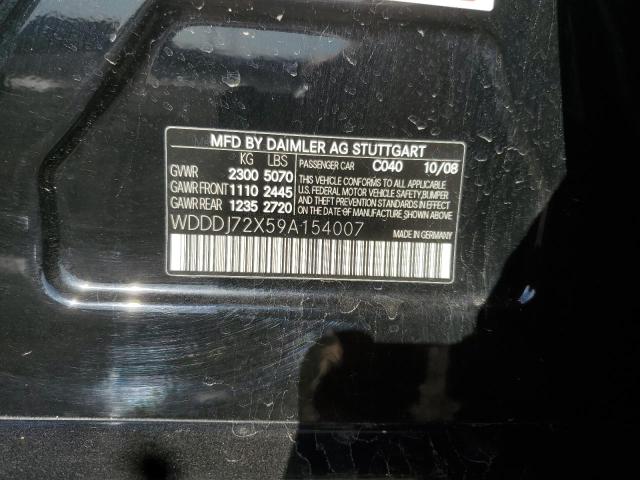 MFD BY DAIMLER AG STUTTGART
KG LBS PASSENGER CAR C040 10/08
GVWR 2300 5070 THIS VEHICLE CONFORMS TO ALL APPLICABLE
GAWR FRONT 1110 2445 U.S. FEDERAL MOTOR VEHICLE SAFETY,BUMPER
AND THEFT PREVENTION STANDARDS IN EFFECT
GAWR REAR 1235 2720 ON THE DATE OF MANUFACTURE SHOWN ABOVE
WDDDJ72X59A154007 MADE IN GERMANY